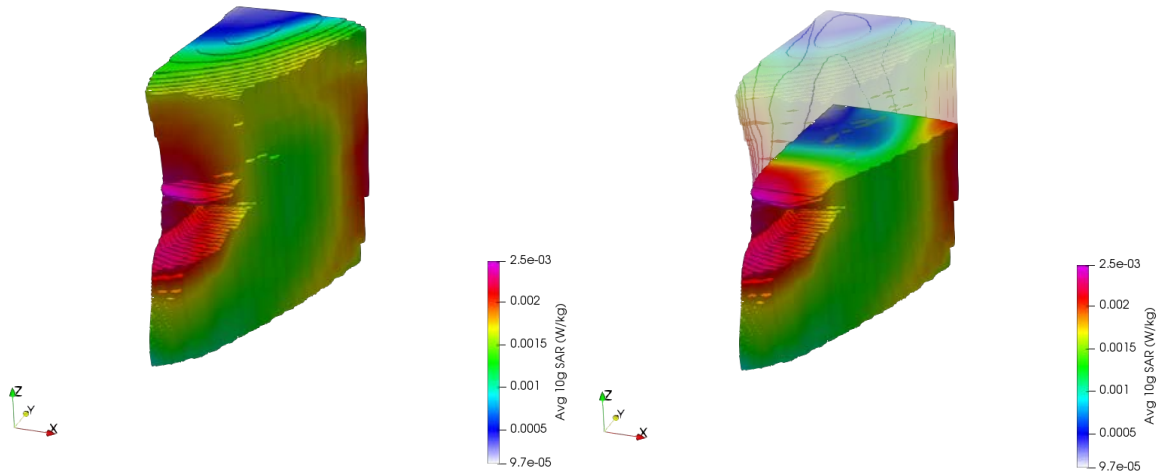 2.5e-03
0.002
0.0015
0.001
0.0005
9.7e-05
Avg 10g SAR (W/kg)
Z
Y
X
2.5e-03
0.002
0.0015
0.001
0.0005
9.7e-05
Avg 10g SAR (W/kg)
Z
Y
X